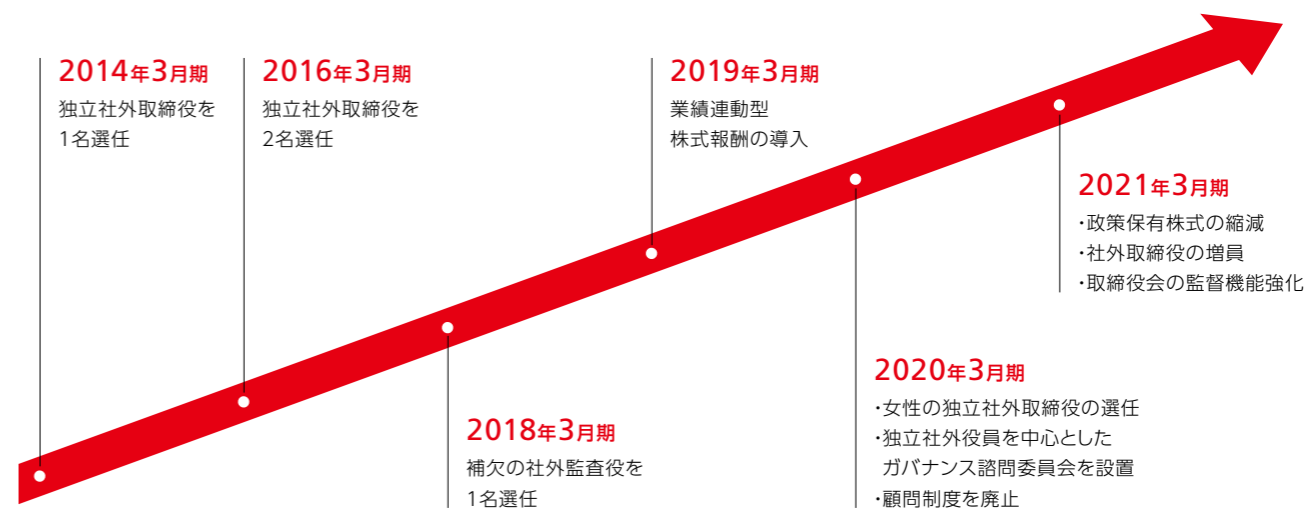 2014年3月期
独立社外取締役を
1名選任
2016年3月期
独立社外取締役を
2名選任
2018年3月期
補欠の社外監査役を
1名選任
2019年3月期
業績連動型
株式報酬の導入
2020年3月期
・女性の独立社外取締役の選任
・独立社外役員を中心とした
ガバナンス諮問委員会を設置
・顧問制度を廃止
2021年3月期
・政策保有株式の縮減
・社外取締役の増員
・取締役会の監督機能強化